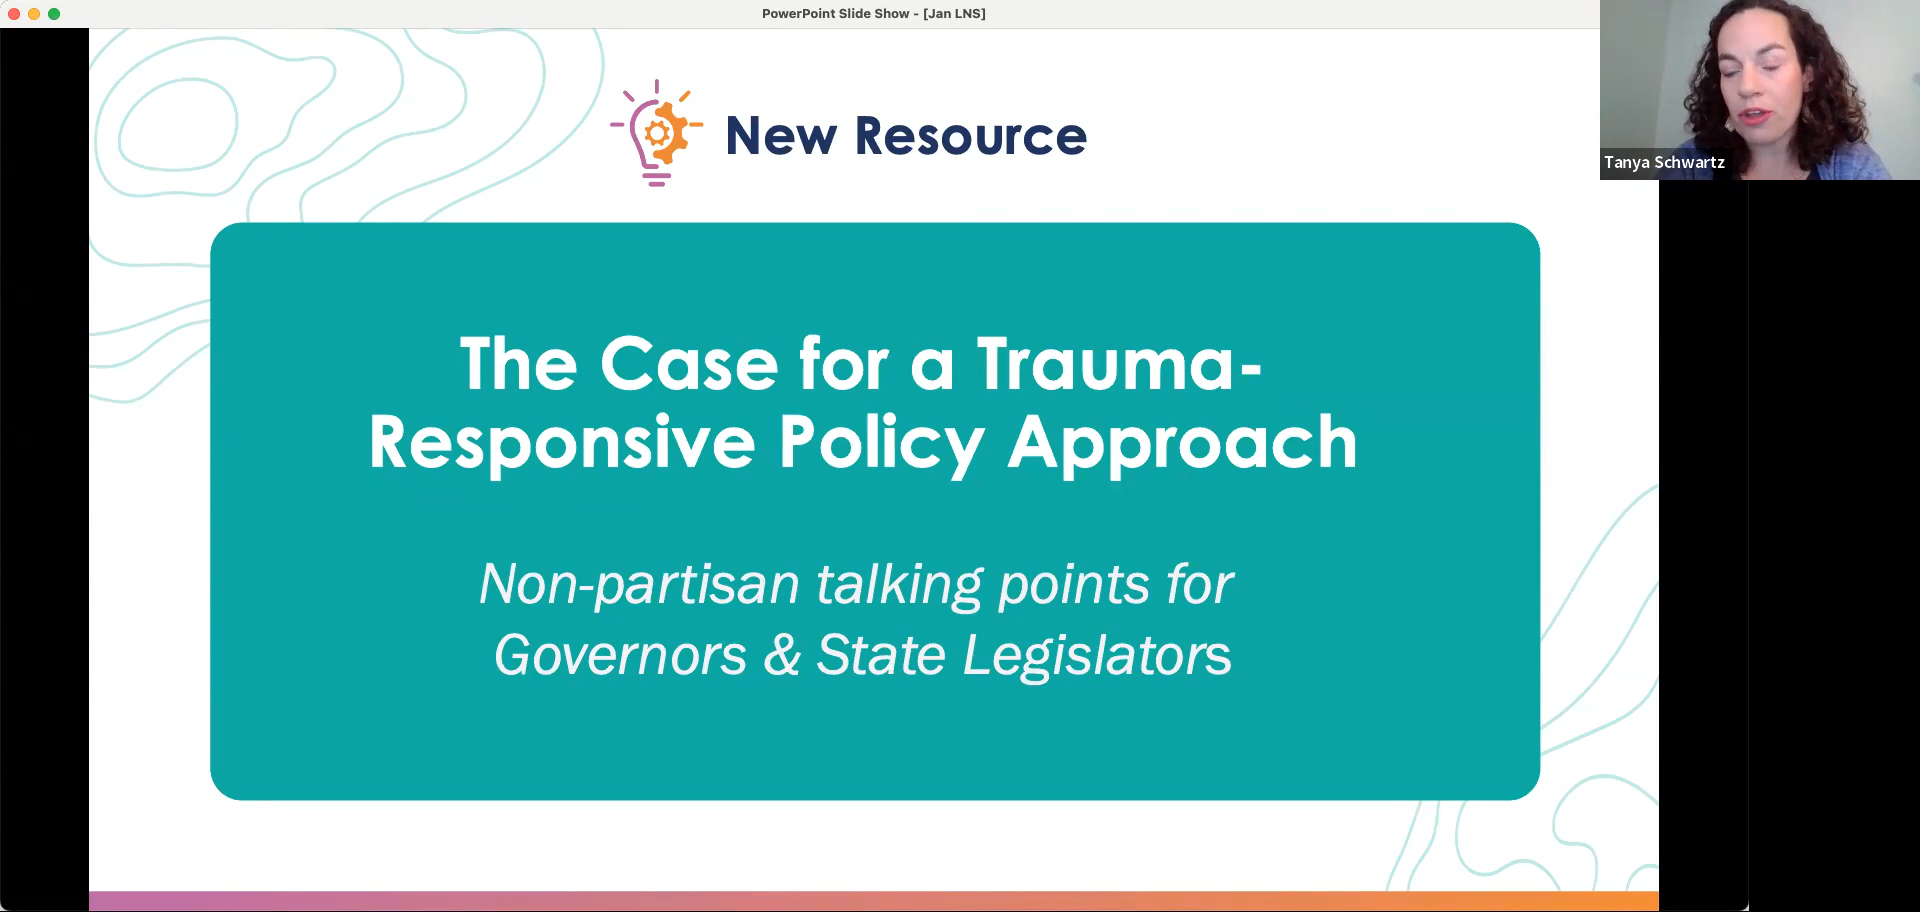 PowerPoint Slide Show - [Jan LNS]
New Resource
Tanya Schwartz
The Case for a Trauma-
Responsive Policy Approach
Non-partisan talking points for
Governors & State Legislators